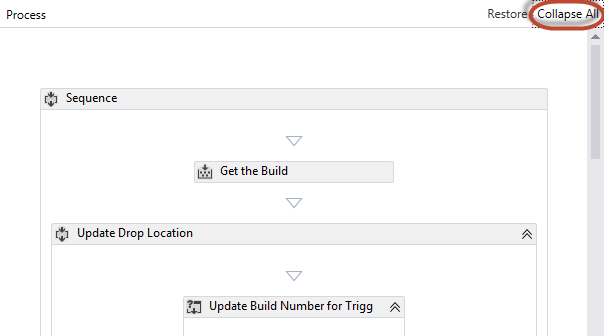 Process Restore Collapse All
Sequence
Get the Build
Update Drop Location
Update Build Number for Trigg